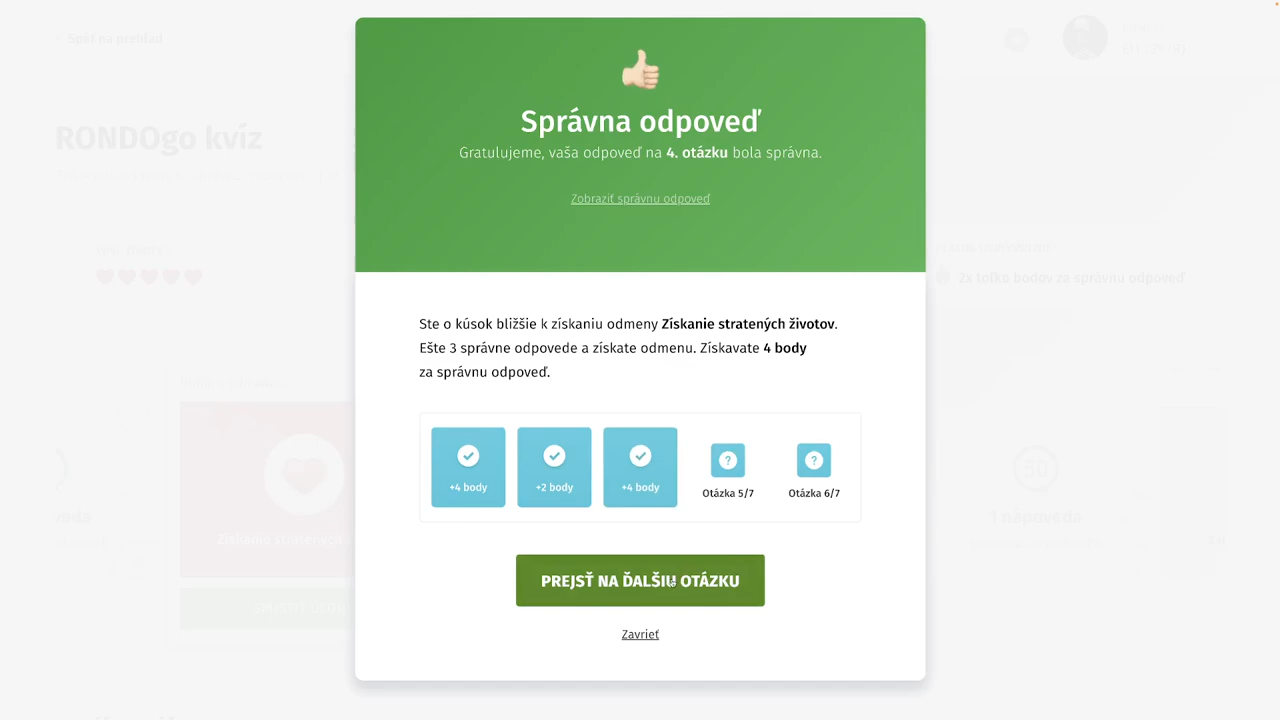 Späť na prehľad
RONDOgo kvíz
2x toľko bodov za správnu odpoveď
Správna odpoveď
Gratulujeme, vaša odpoveď na 4. otázku bola správna.
Zobraziť správnu odpoveď
Ste o kúsok bližšie k získaniu odmeny Získanie stratených životov.
Ešte 3 správne odpovede a získate odmenu. Získavate 4 body
za správnu odpoveď.
+4 body
+2 body
+4 body
?
?
Otázka 5/7
Otázka 6/7
PREJSŤ NA ĎALŠIU OTÁZKU
Zavrieť
50
1 nápoveda